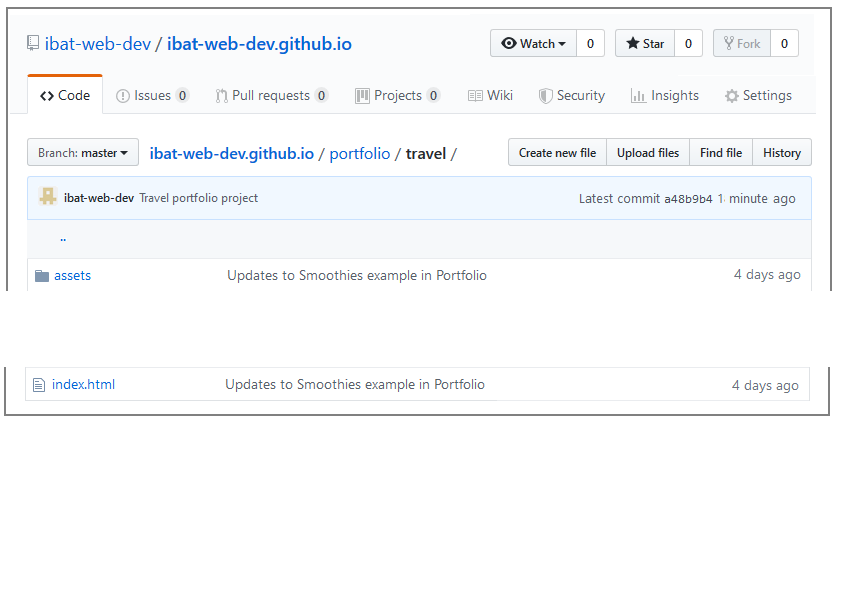 ibat-web-dev / ibat-web-dev.github.io Watch 0 Star 0 Fork 0
Code Issues 0 Pull requests 0 Projects 0 Wiki Security Insights Settings
Branch: master ibat-web-dev.github.io / portfolio / travel / Create new file Upload files Find file History
ibat-web-dev Travel portfolio project Latest commit a48b9b4 1 minute ago
..
assets Updates to Smoothies example in Portfolio 4 days ago
index.html Updates to Smoothies example in Portfolio 4 days ago